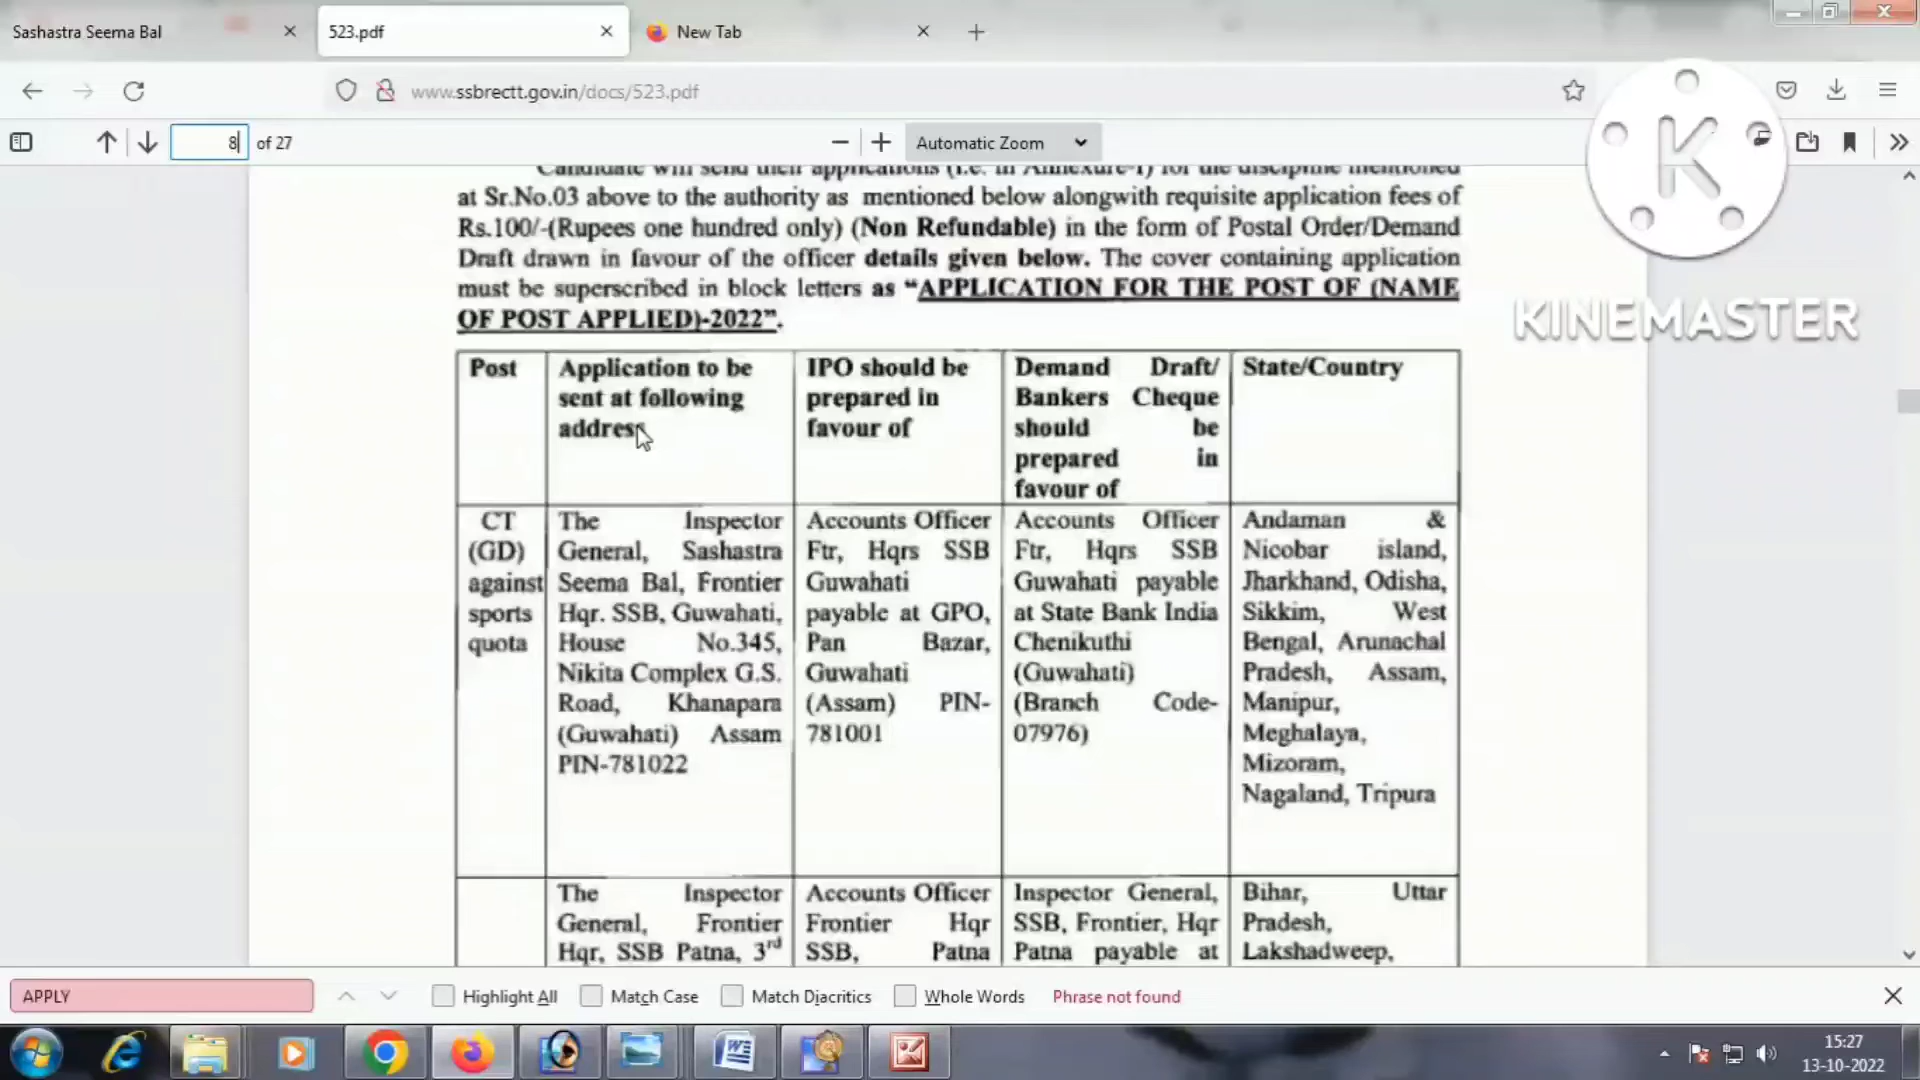 Sashastra Seema Bal
523.pdf
New Tab
www.ssbrectt.gov.in/docs/523.pdf
8 of 27
Automatic Zoom
K
KINEMASTER
Candidate will send their applications (i.e. in Annexure-I) for the discipline mentioned
at Sr.No.03 above to the authority as mentioned below alongwith requisite application fees of
Rs.100/-(Rupees one hundred only) (Non Refundable) in the form of Postal Order/Demand
Draft drawn in favour of the officer details given below. The cover containing application
must be superscribed in block letters as “APPLICATION FOR THE POST OF (NAME
OF POST APPLIED)-2022”.
Post
Application to be
sent at following
address
IPO should be
prepared in
favour of
Demand Draft/
Bankers Cheque
should be
prepared in
favour of
State/Country
CT
(GD)
against
sports
quota
The Inspector
General, Sashastra
Seema Bal, Frontier
Hqr. SSB, Guwahati,
House No.345,
Nikita Complex G.S.
Road, Khanapara
(Guwahati) Assam
PIN-781022
Accounts Officer
Ftr, Hqrs SSB
Guwahati
payable at GPO,
Pan Bazar,
Guwahati
(Assam) PIN-
781001
Accounts Officer
Ftr, Hqrs SSB
Guwahati payable
at State Bank India
Chenikuthi
(Guwahati)
(Branch Code-
07976)
Andaman &
Nicobar island,
Jharkhand, Odisha,
Sikkim, West
Bengal, Arunachal
Pradesh, Assam,
Manipur,
Meghalaya,
Mizoram,
Nagaland, Tripura
The Inspector
General, Frontier
Hqr, SSB Patna, 3rd
Accounts Officer
Frontier Hqr
SSB, Patna
Inspector General,
SSB, Frontier, Hqr
Patna payable at
Bihar, Uttar
Pradesh,
Lakshadweep,
APPLY
Highlight All
Match Case
Match Diacritics
Whole Words
Phrase not found
15:27
13-10-2022